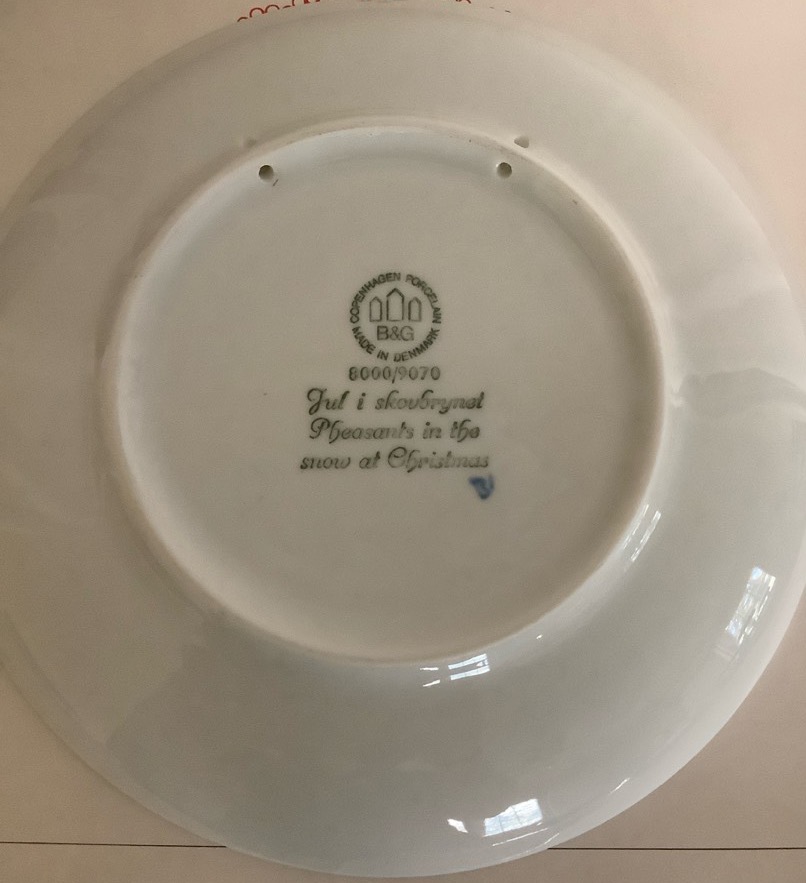 COPENHAGEN PORCELAIN
B&G
MADE IN DENMARK
8000/9070
Jul i skovbrynet
Pheasants in the
snow at Christmas